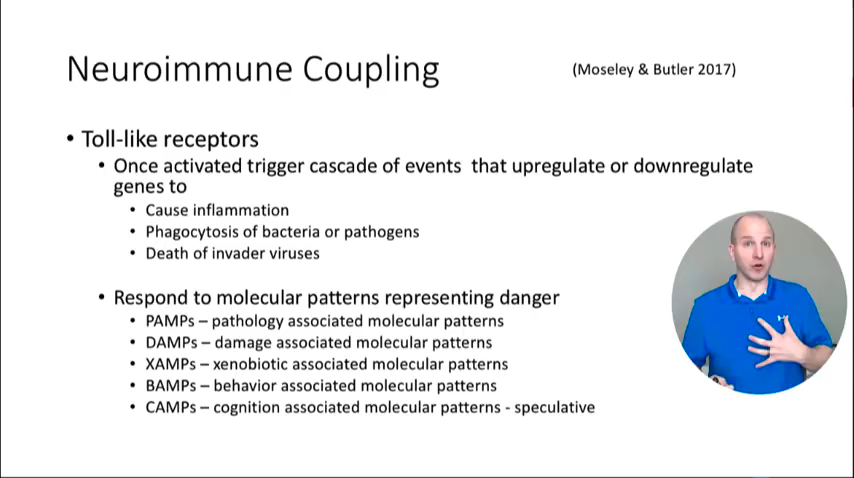 Neuroimmune Coupling
(Moseley & Butler 2017)
• Toll-like receptors
• Once activated trigger cascade of events that upregulate or downregulate
genes to
• Cause inflammation
• Phagocytosis of bacteria or pathogens
• Death of invader viruses
• Respond to molecular patterns representing danger
• PAMPs – pathology associated molecular patterns
• DAMPs – damage associated molecular patterns
• XAMPs – xenobiotic associated molecular patterns
• BAMPs – behavior associated molecular patterns
• CAMPs – cognition associated molecular patterns - speculative